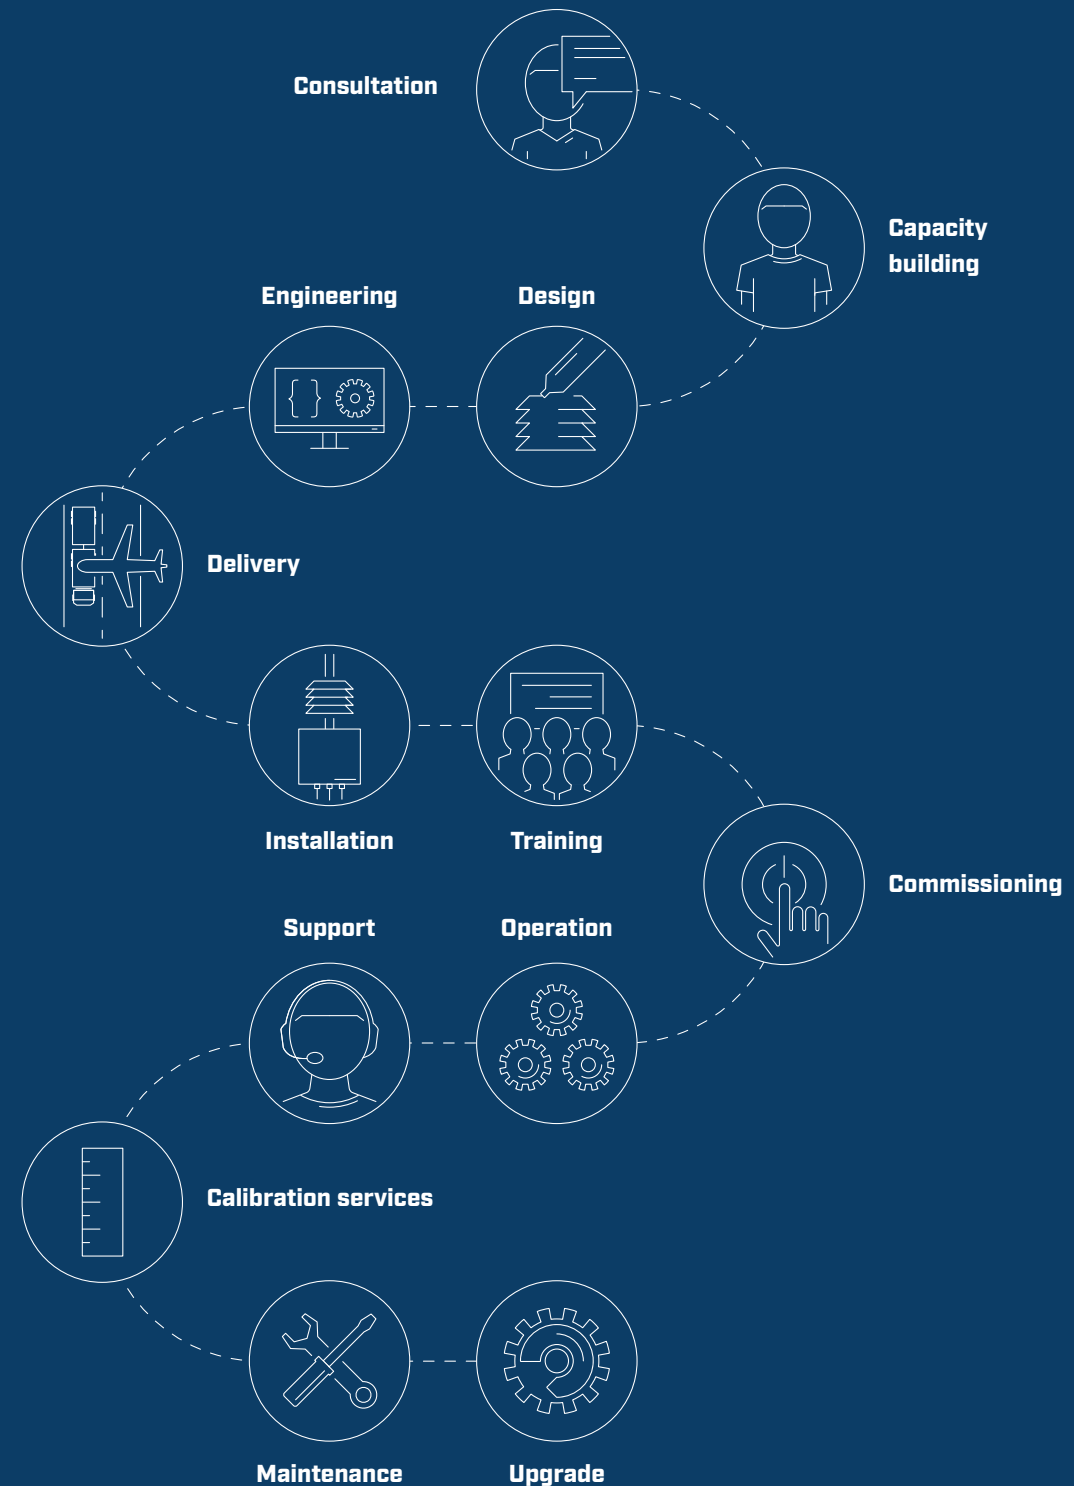 Consultation
Capacity
building
Engineering
Design
Delivery
Installation
Training
Commissioning
Support
Operation
Calibration services
Maintenance
Upgrade